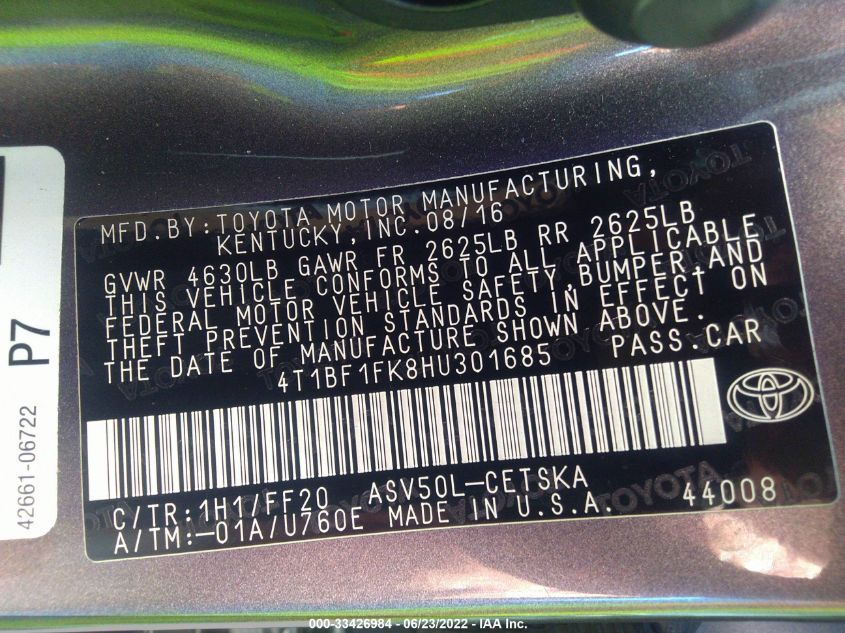 MFD.BY:TOYOTA MOTOR MANUFACTURING,
KENTUCKY,INC.08/16
GVWR 4630LB GAWR FR 2625LB RR 2625LB
THIS VEHICLE CONFORMS TO ALL APPLICABLE
FEDERAL MOTOR VEHICLE SAFETY,BUMPER,AND
THEFT PREVENTION STANDARDS IN EFFECT ON
THE DATE OF MANUFACTURE SHOWN ABOVE.
4T1BF1FK8HU301685 PASS.CAR
C/TR:1H1/FF20 ASV50L-CETSKA
A/TM:-01A/U760E MADE IN U.S.A. 44008
P7
42661-06722
TOYOTA
000-33426984 - 06/23/2022 - IAA Inc.